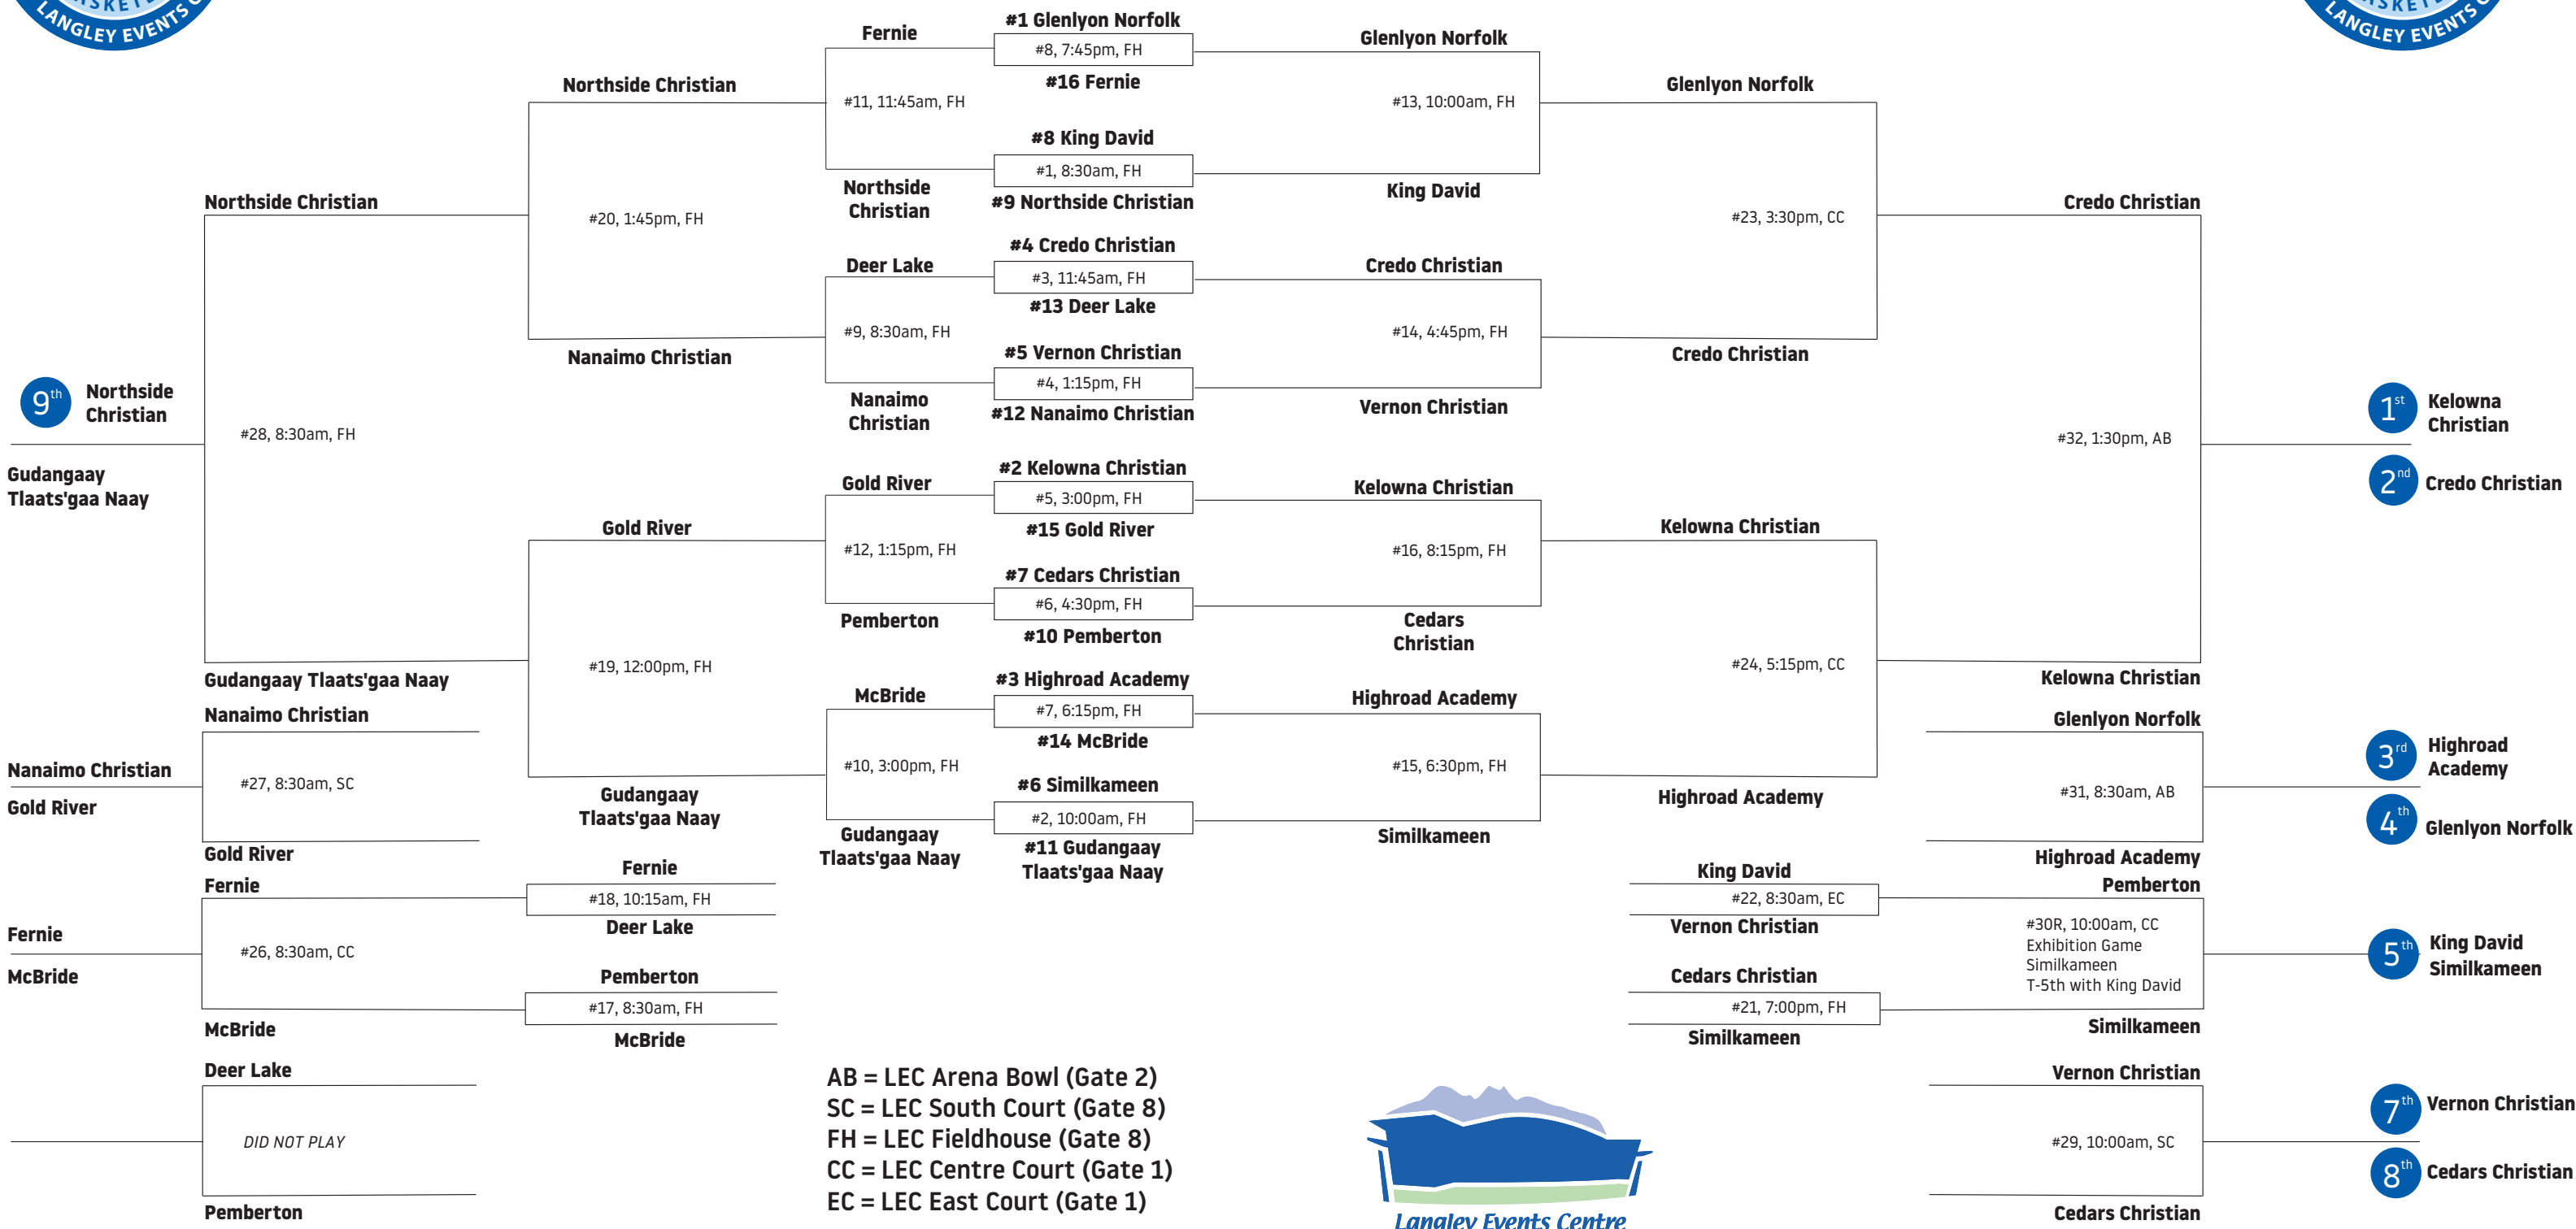 LANGLEY EVENTS
LANGLEY EVENTS
Northside Christian
9th Northside
Christian
#28, 8:30am, FH
Gudangaay
Tlaats'gaa Naay
Gudangaay Tlaats'gaa Naay
Nanaimo Christian
Nanaimo Christian
#27, 8:30am, SC
Gold River
Gold River
Fernie
Fernie
#26, 8:30am, CC
McBride
McBride
Deer Lake
DID NOT PLAY
Pemberton
Northside Christian
#20, 1:45pm, FH
Nanaimo Christian
Gold River
#19, 12:00pm, FH
Gudangaay
Tlaats'gaa Naay
Fernie
#18, 10:15am, FH
Deer Lake
Pemberton
#17, 8:30am, FH
McBride
Fernie
#11, 11:45am, FH
Northside
Christian
Deer Lake
#9, 8:30am, FH
Nanaimo
Christian
Gold River
#12, 1:15pm, FH
Pemberton
McBride
#10, 3:00pm, FH
Gudangaay
Tlaats'gaa Naay
#1 Glenlyon Norfolk
#8, 7:45pm, FH
#16 Fernie
#8 King David
#1, 8:30am, FH
#9 Northside Christian
#4 Credo Christian
#3, 11:45am, FH
#13 Deer Lake
#5 Vernon Christian
#4, 1:15pm, FH
#12 Nanaimo Christian
#2 Kelowna Christian
#5, 3:00pm, FH
#15 Gold River
#7 Cedars Christian
#6, 4:30pm, FH
#10 Pemberton
#3 Highroad Academy
#7, 6:15pm, FH
#14 McBride
#6 Similkameen
#2, 10:00am, FH
#11 Gudangaay
Tlaats'gaa Naay
Glenlyon Norfolk
#13, 10:00am, FH
King David
Credo Christian
#14, 4:45pm, FH
Vernon Christian
Kelowna Christian
#16, 8:15pm, FH
Cedars
Christian
Highroad Academy
#15, 6:30pm, FH
Similkameen
Glenlyon Norfolk
#23, 3:30pm, CC
Credo Christian
Kelowna Christian
#24, 5:15pm, CC
Highroad Academy
King David
#22, 8:30am, EC
Vernon Christian
Cedars Christian
#21, 7:00pm, FH
Similkameen
Credo Christian
#32, 1:30pm, AB
Kelowna Christian
1st Kelowna
Christian
2nd Credo Christian
Glenlyon Norfolk
#31, 8:30am, AB
Highroad Academy
3rd Highroad
Academy
4th Glenlyon Norfolk
Pemberton
#30R, 10:00am, CC
Exhibition Game
Similkameen
T-5th with King David
Similkameen
5th King David
Similkameen
Vernon Christian
#29, 10:00am, SC
Cedars Christian
7th Vernon Christian
8th Cedars Christian
AB = LEC Arena Bowl (Gate 2)
SC = LEC South Court (Gate 8)
FH = LEC Fieldhouse (Gate 8)
CC = LEC Centre Court (Gate 1)
EC = LEC East Court (Gate 1)
Langley Events Centre